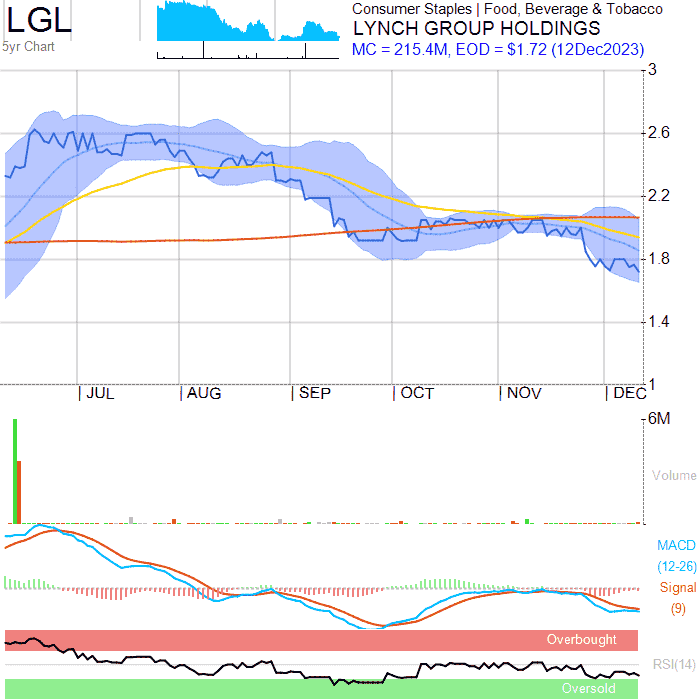 LGL
5yr Chart
Consumer Staples | Food, Beverage & Tobacco
LYNCH GROUP HOLDINGS
MC = 215.4M, EOD = $1.72 (12Dec2023)
3
2.6
2.2
1.8
1.4
1
| JUL | AUG | SEP | OCT | NOV | DEC
6M
Volume
MACD
(12-26)
Signal
(9)
Overbought
RSI(14)
Oversold